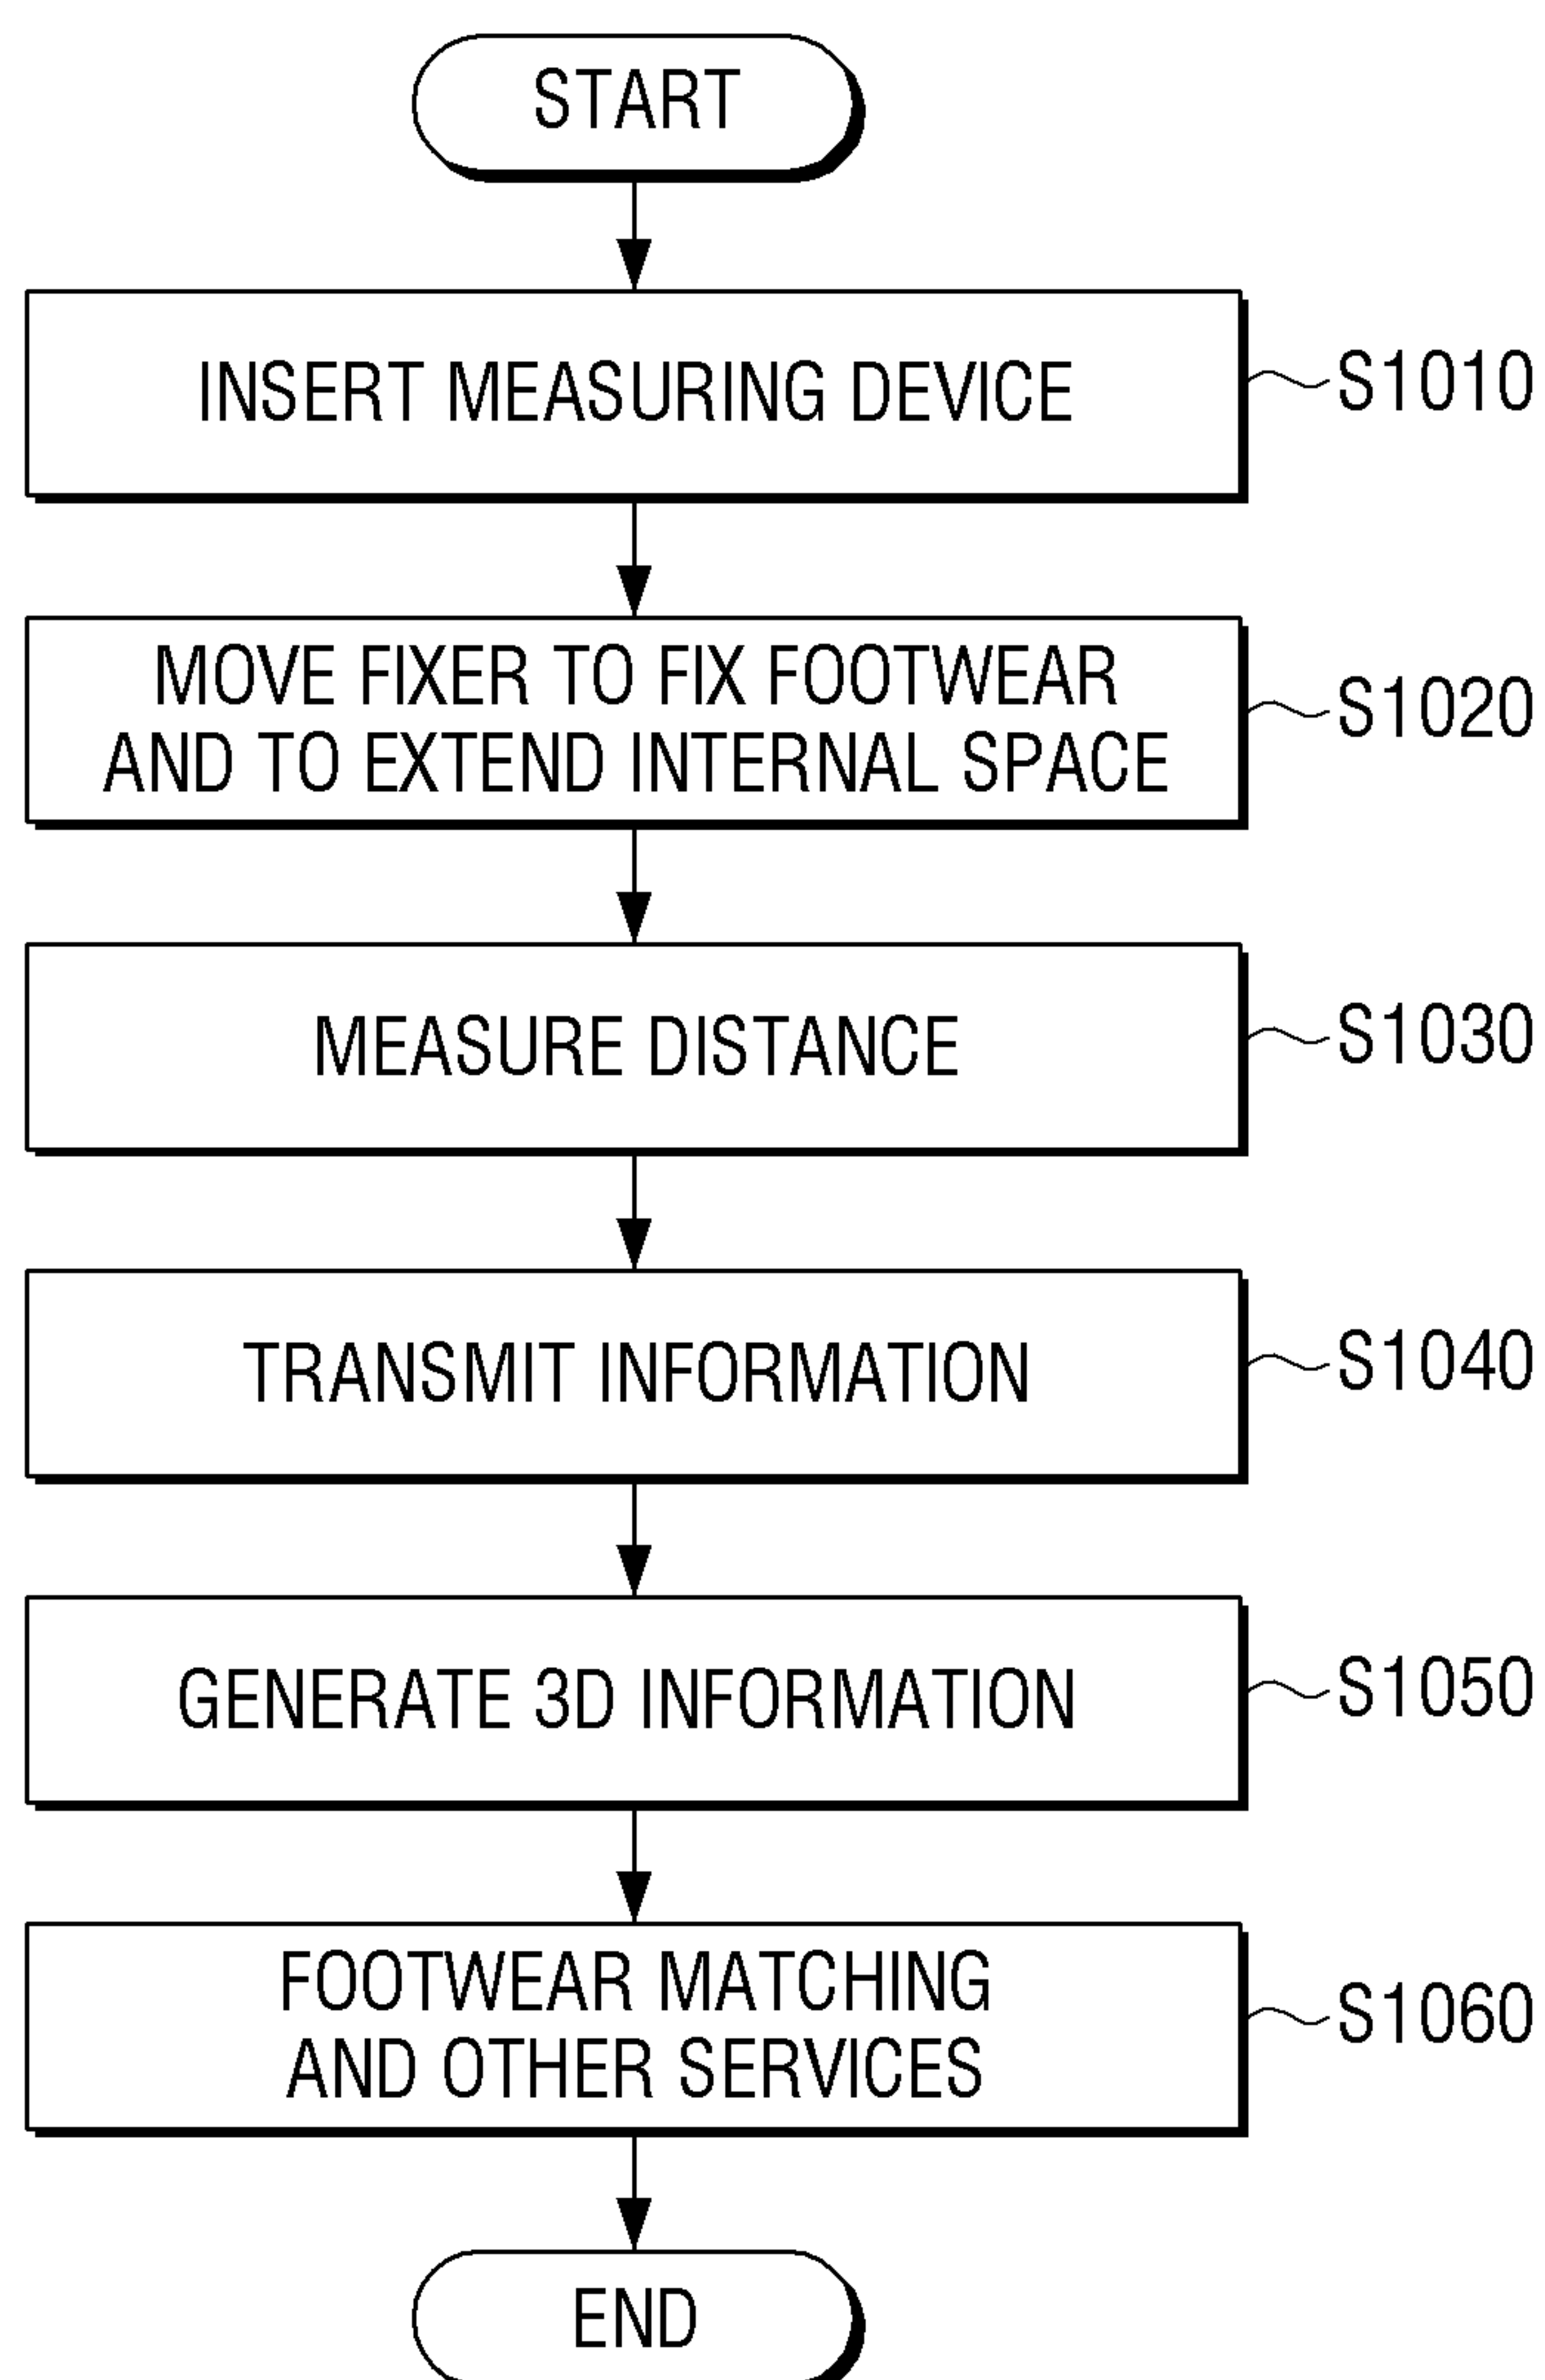 START
INSERT MEASURING DEVICE
S1010
MOVE FIXER TO FIX FOOTWEAR
AND TO EXTEND INTERNAL SPACE
S1020
MEASURE DISTANCE
S1030
TRANSMIT INFORMATION
S1040
GENERATE 3D INFORMATION
S1050
FOOTWEAR MATCHING
AND OTHER SERVICES
S1060
END